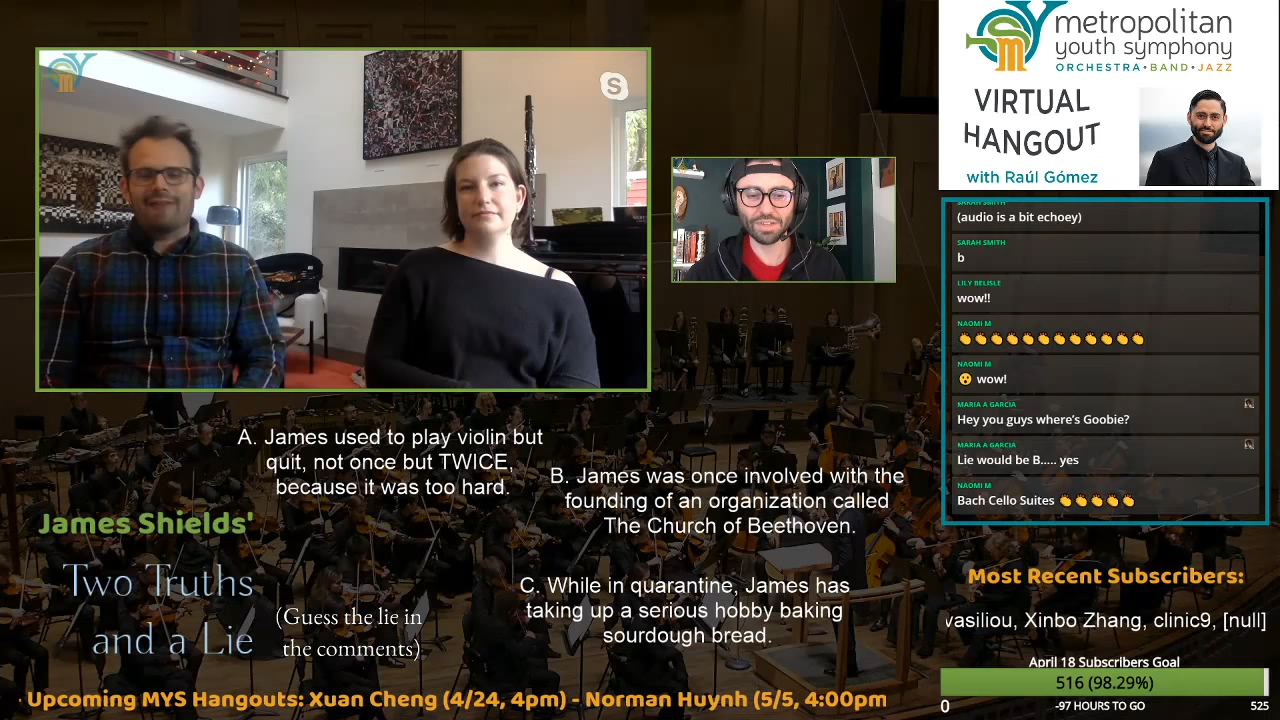 metropolitan
youth symphony
ORCHESTRA • BAND • JAZZ
VIRTUAL
HANGOUT
with Raúl Gómez
S
SARAH SMITH
(audio is a bit echoey)
SARAH SMITH
b
LILY BELISLE
wow!!
NAOMI M
👏👏👏👏👏👏👏👏👏👏👏👏
NAOMI M
😮 wow!
MARIA A GARCIA
Hey you guys where's Goobie?
MARIA A GARCIA
Lie would be B..... yes
NAOMI M
Bach Cello Suites 👏👏👏👏👏
A. James used to play violin but
quit, not once but TWICE,
because it was too hard.
B. James was once involved with the
founding of an organization called
The Church of Beethoven.
C. While in quarantine, James has
taking up a serious hobby baking
sourdough bread.
James Shields'
Two Truths
and a Lie
(Guess the lie in
the comments)
Most Recent Subscribers:
vasiliou, Xinbo Zhang, clinic9, [null]
April 18 Subscribers Goal
516 (98.29%)
0
-97 HOURS TO GO
525
· Upcoming MYS Hangouts: Xuan Cheng (4/24, 4pm) - Norman Huynh (5/5, 4:00pm